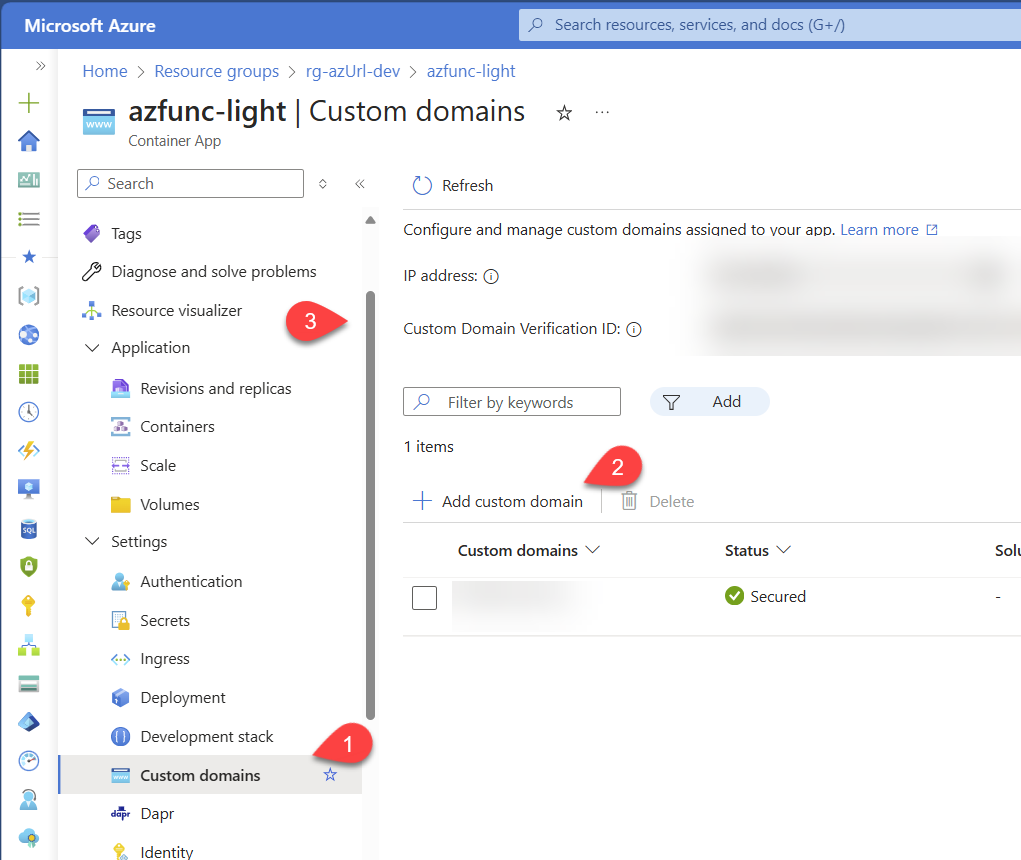 Microsoft Azure
Search resources, services, and docs (G+/)
Home > Resource groups > rg-azUrl-dev > azfunc-light
azfunc-light | Custom domains
Container App
Search
Refresh
Tags
Diagnose and solve problems
Resource visualizer
3
Application
Revisions and replicas
Containers
Scale
Volumes
Settings
Authentication
Secrets
Ingress
Deployment
Development stack
1
Custom domains
Dapr
Identity
Configure and manage custom domains assigned to your app. Learn more
IP address:
Custom Domain Verification ID:
Filter by keywords
Add
1 items
2
Add custom domain
Delete
Custom domains
Status
Solu
Secured
-